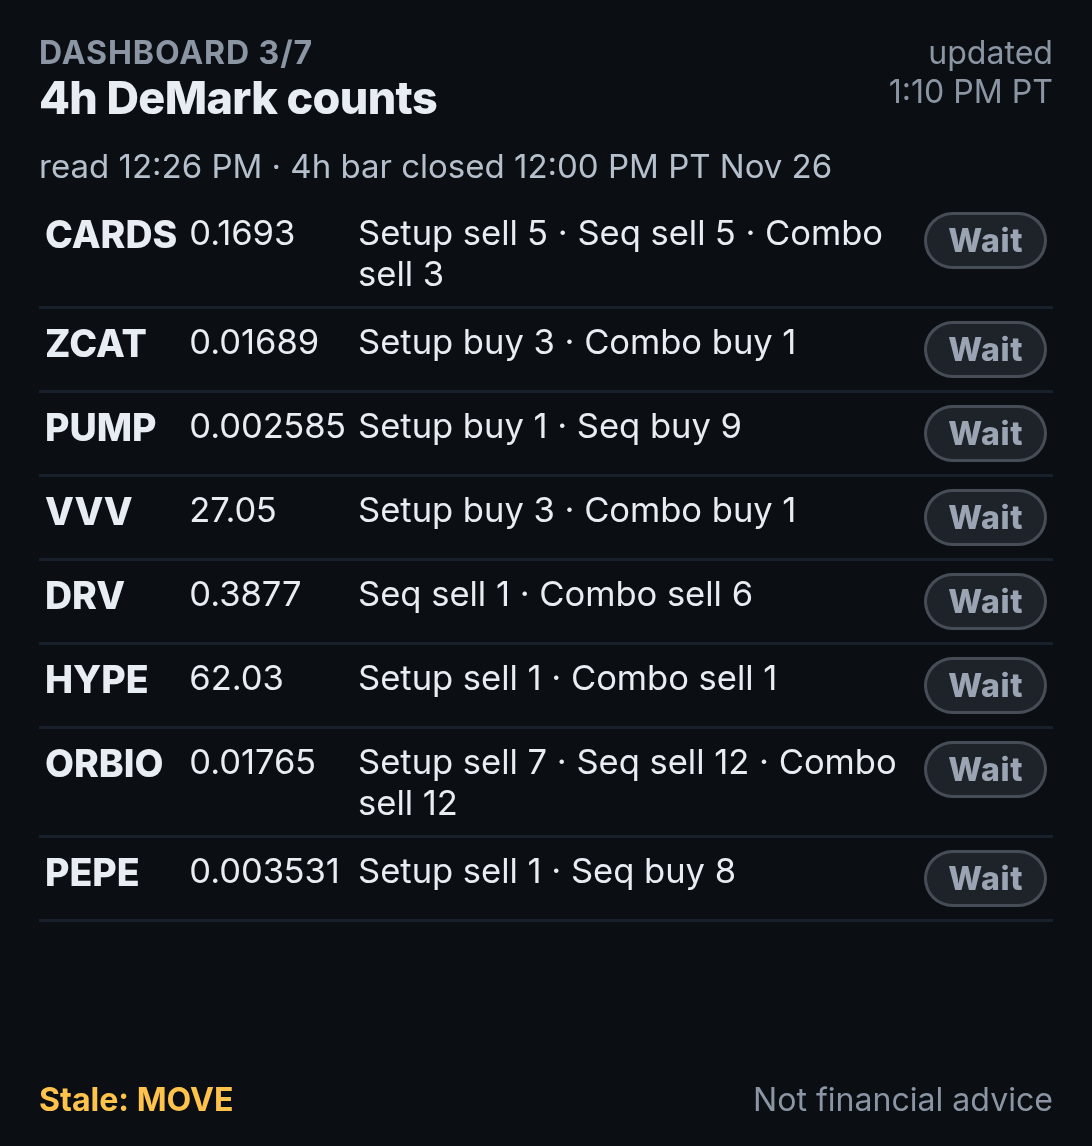 DASHBOARD 3/7
updated
4h DeMark counts
1:10 PM PT
read 12:26 PM · 4h bar closed 12:00 PM PT Nov 26
CARDS 0.1693 Setup sell 5 · Seq sell 5 · Combo Wait
sell 3
ZCAT 0.01689 Setup buy 3 · Combo buy 1 Wait
PUMP 0.002585 Setup buy 1 · Seq buy 9 Wait
VVV 27.05 Setup buy 3 · Combo buy 1 Wait
DRV 0.3877 Seq sell 1 · Combo sell 6 Wait
HYPE 62.03 Setup sell 1 · Combo sell 1 Wait
ORBIO 0.01765 Setup sell 7 · Seq sell 12 · Combo Wait
sell 12
PEPE 0.003531 Setup sell 1 · Seq buy 8 Wait
Stale: MOVE Not financial advice